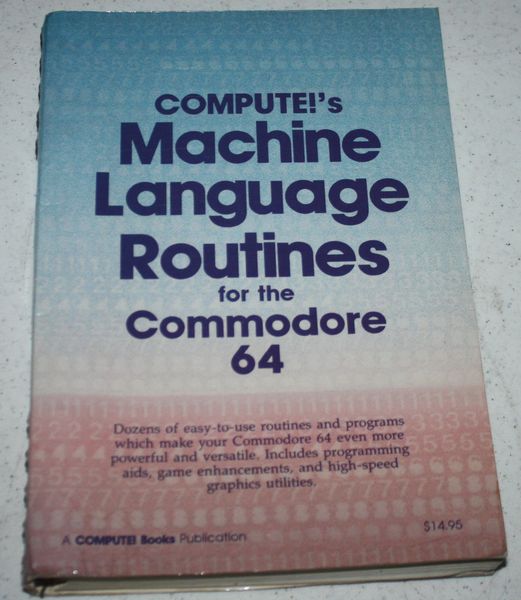 COMPUTE!'s
Machine
Language
Routines
for the
Commodore
64
Dozens of easy-to-use routines and programs
which make your Commodore 64 even more
powerful and versatile. Includes programming
aids, game enhancements, and high-speed
graphics utilities.
$14.95
A COMPUTE! Books Publication